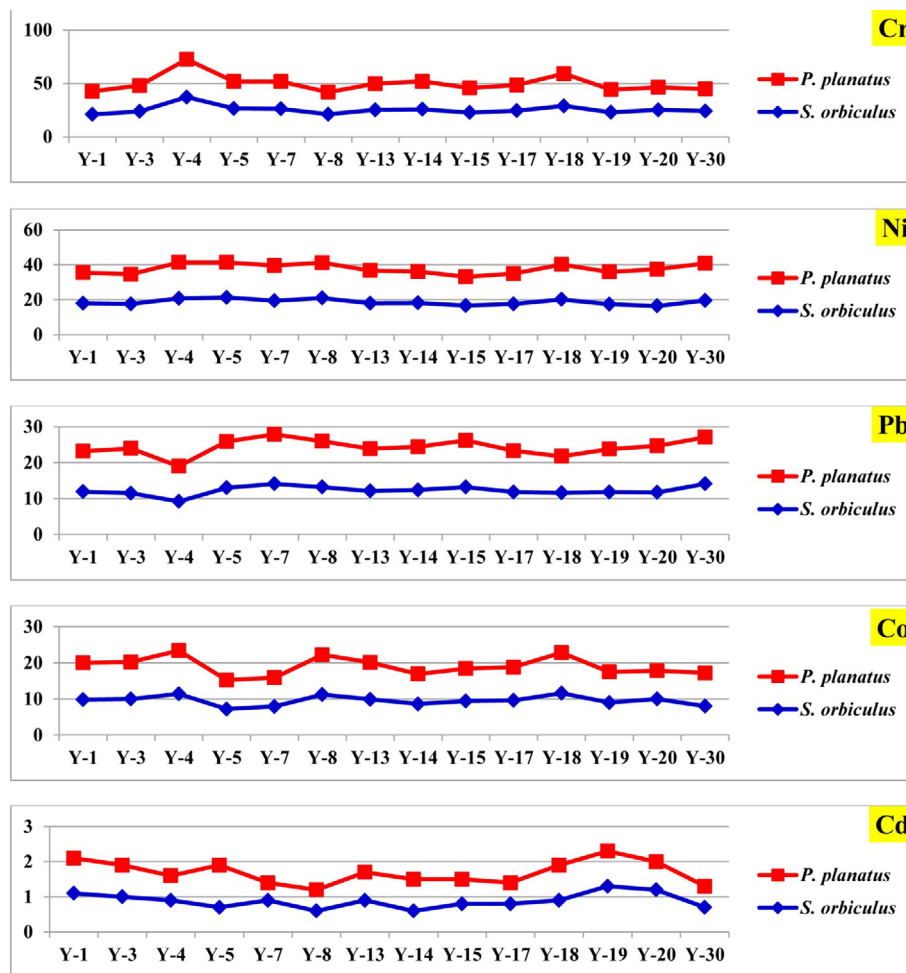 Cr
100
50
0
Y-1 Y-3 Y-4 Y-5 Y-7 Y-8 Y-13 Y-14 Y-15 Y-17 Y-18 Y-19 Y-20 Y-30
P. planatus
S. orbiculus
Ni
60
40
20
0
Y-1 Y-3 Y-4 Y-5 Y-7 Y-8 Y-13 Y-14 Y-15 Y-17 Y-18 Y-19 Y-20 Y-30
P. planatus
S. orbiculus
Pb
30
20
10
0
Y-1 Y-3 Y-4 Y-5 Y-7 Y-8 Y-13 Y-14 Y-15 Y-17 Y-18 Y-19 Y-20 Y-30
P. planatus
S. orbiculus
Co
30
20
10
0
Y-1 Y-3 Y-4 Y-5 Y-7 Y-8 Y-13 Y-14 Y-15 Y-17 Y-18 Y-19 Y-20 Y-30
P. planatus
S. orbiculus
Cd
3
2
1
0
Y-1 Y-3 Y-4 Y-5 Y-7 Y-8 Y-13 Y-14 Y-15 Y-17 Y-18 Y-19 Y-20 Y-30
P. planatus
S. orbiculus